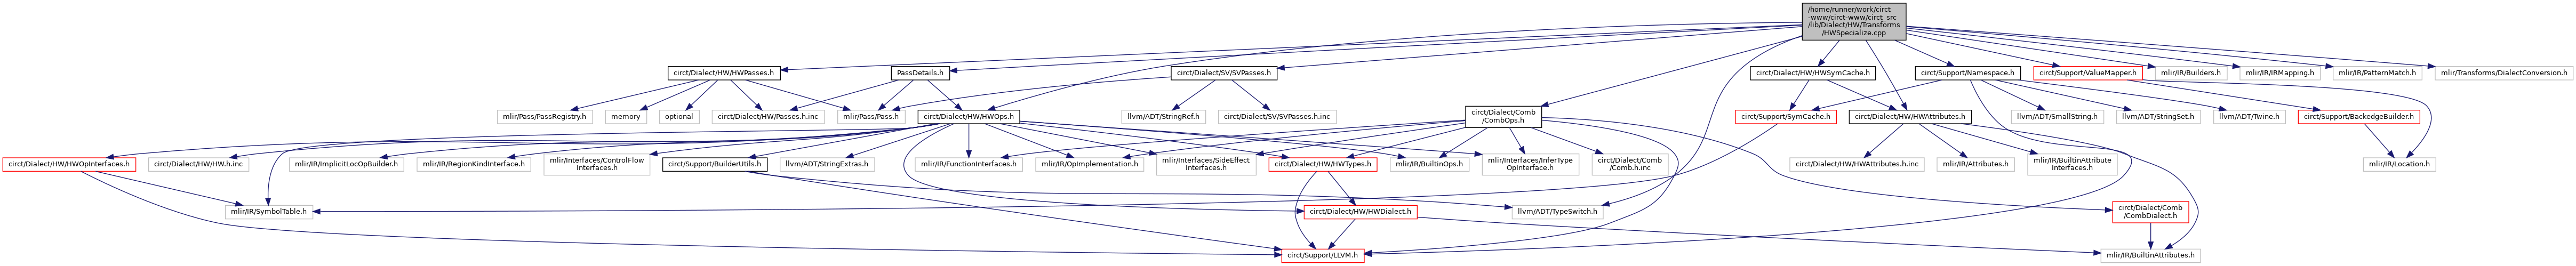 /home/runner/work/circt
-www/circt-www/circt_src
/lib/Dialect/HW/Transforms
/HWSpecialize.cpp
circt/Dialect/HW/HWPasses.h
PassDetails.h
circt/Dialect/SV/SVPasses.h
circt/Dialect/HW/HWSymCache.h
circt/Support/Namespace.h
circt/Support/ValueMapper.h
mlir/IR/Builders.h
mlir/IR/IRMapping.h
mlir/IR/PatternMatch.h
mlir/Transforms/DialectConversion.h
mlir/Pass/PassRegistry.h
memory
optional
circt/Dialect/HW/Passes.h.inc
mlir/Pass/Pass.h
circt/Dialect/HW/HWOps.h
llvm/ADT/StringRef.h
circt/Dialect/SV/SVPasses.h.inc
circt/Dialect/Comb
/CombOps.h
circt/Support/SymCache.h
circt/Dialect/HW/HWAttributes.h
llvm/ADT/SmallString.h
llvm/ADT/StringSet.h
llvm/ADT/Twine.h
circt/Support/BackedgeBuilder.h
circt/Dialect/HW/HWOpInterfaces.h
circt/Dialect/HW/HW.h.inc
mlir/IR/ImplicitLocOpBuilder.h
mlir/IR/RegionKindInterface.h
mlir/Interfaces/ControlFlow
Interfaces.h
circt/Support/BuilderUtils.h
llvm/ADT/StringExtras.h
mlir/IR/FunctionInterfaces.h
mlir/IR/OpImplementation.h
mlir/Interfaces/SideEffect
Interfaces.h
circt/Dialect/HW/HWTypes.h
mlir/IR/BuiltinOps.h
mlir/Interfaces/InferType
OpInterface.h
circt/Dialect/Comb
/Comb.h.inc
circt/Dialect/HW/HWAttributes.h.inc
mlir/IR/Attributes.h
mlir/IR/BuiltinAttribute
Interfaces.h
mlir/IR/Location.h
mlir/IR/SymbolTable.h
circt/Dialect/HW/HWDialect.h
llvm/ADT/TypeSwitch.h
circt/Dialect/Comb
/CombDialect.h
circt/Support/LLVM.h
mlir/IR/BuiltinAttributes.h